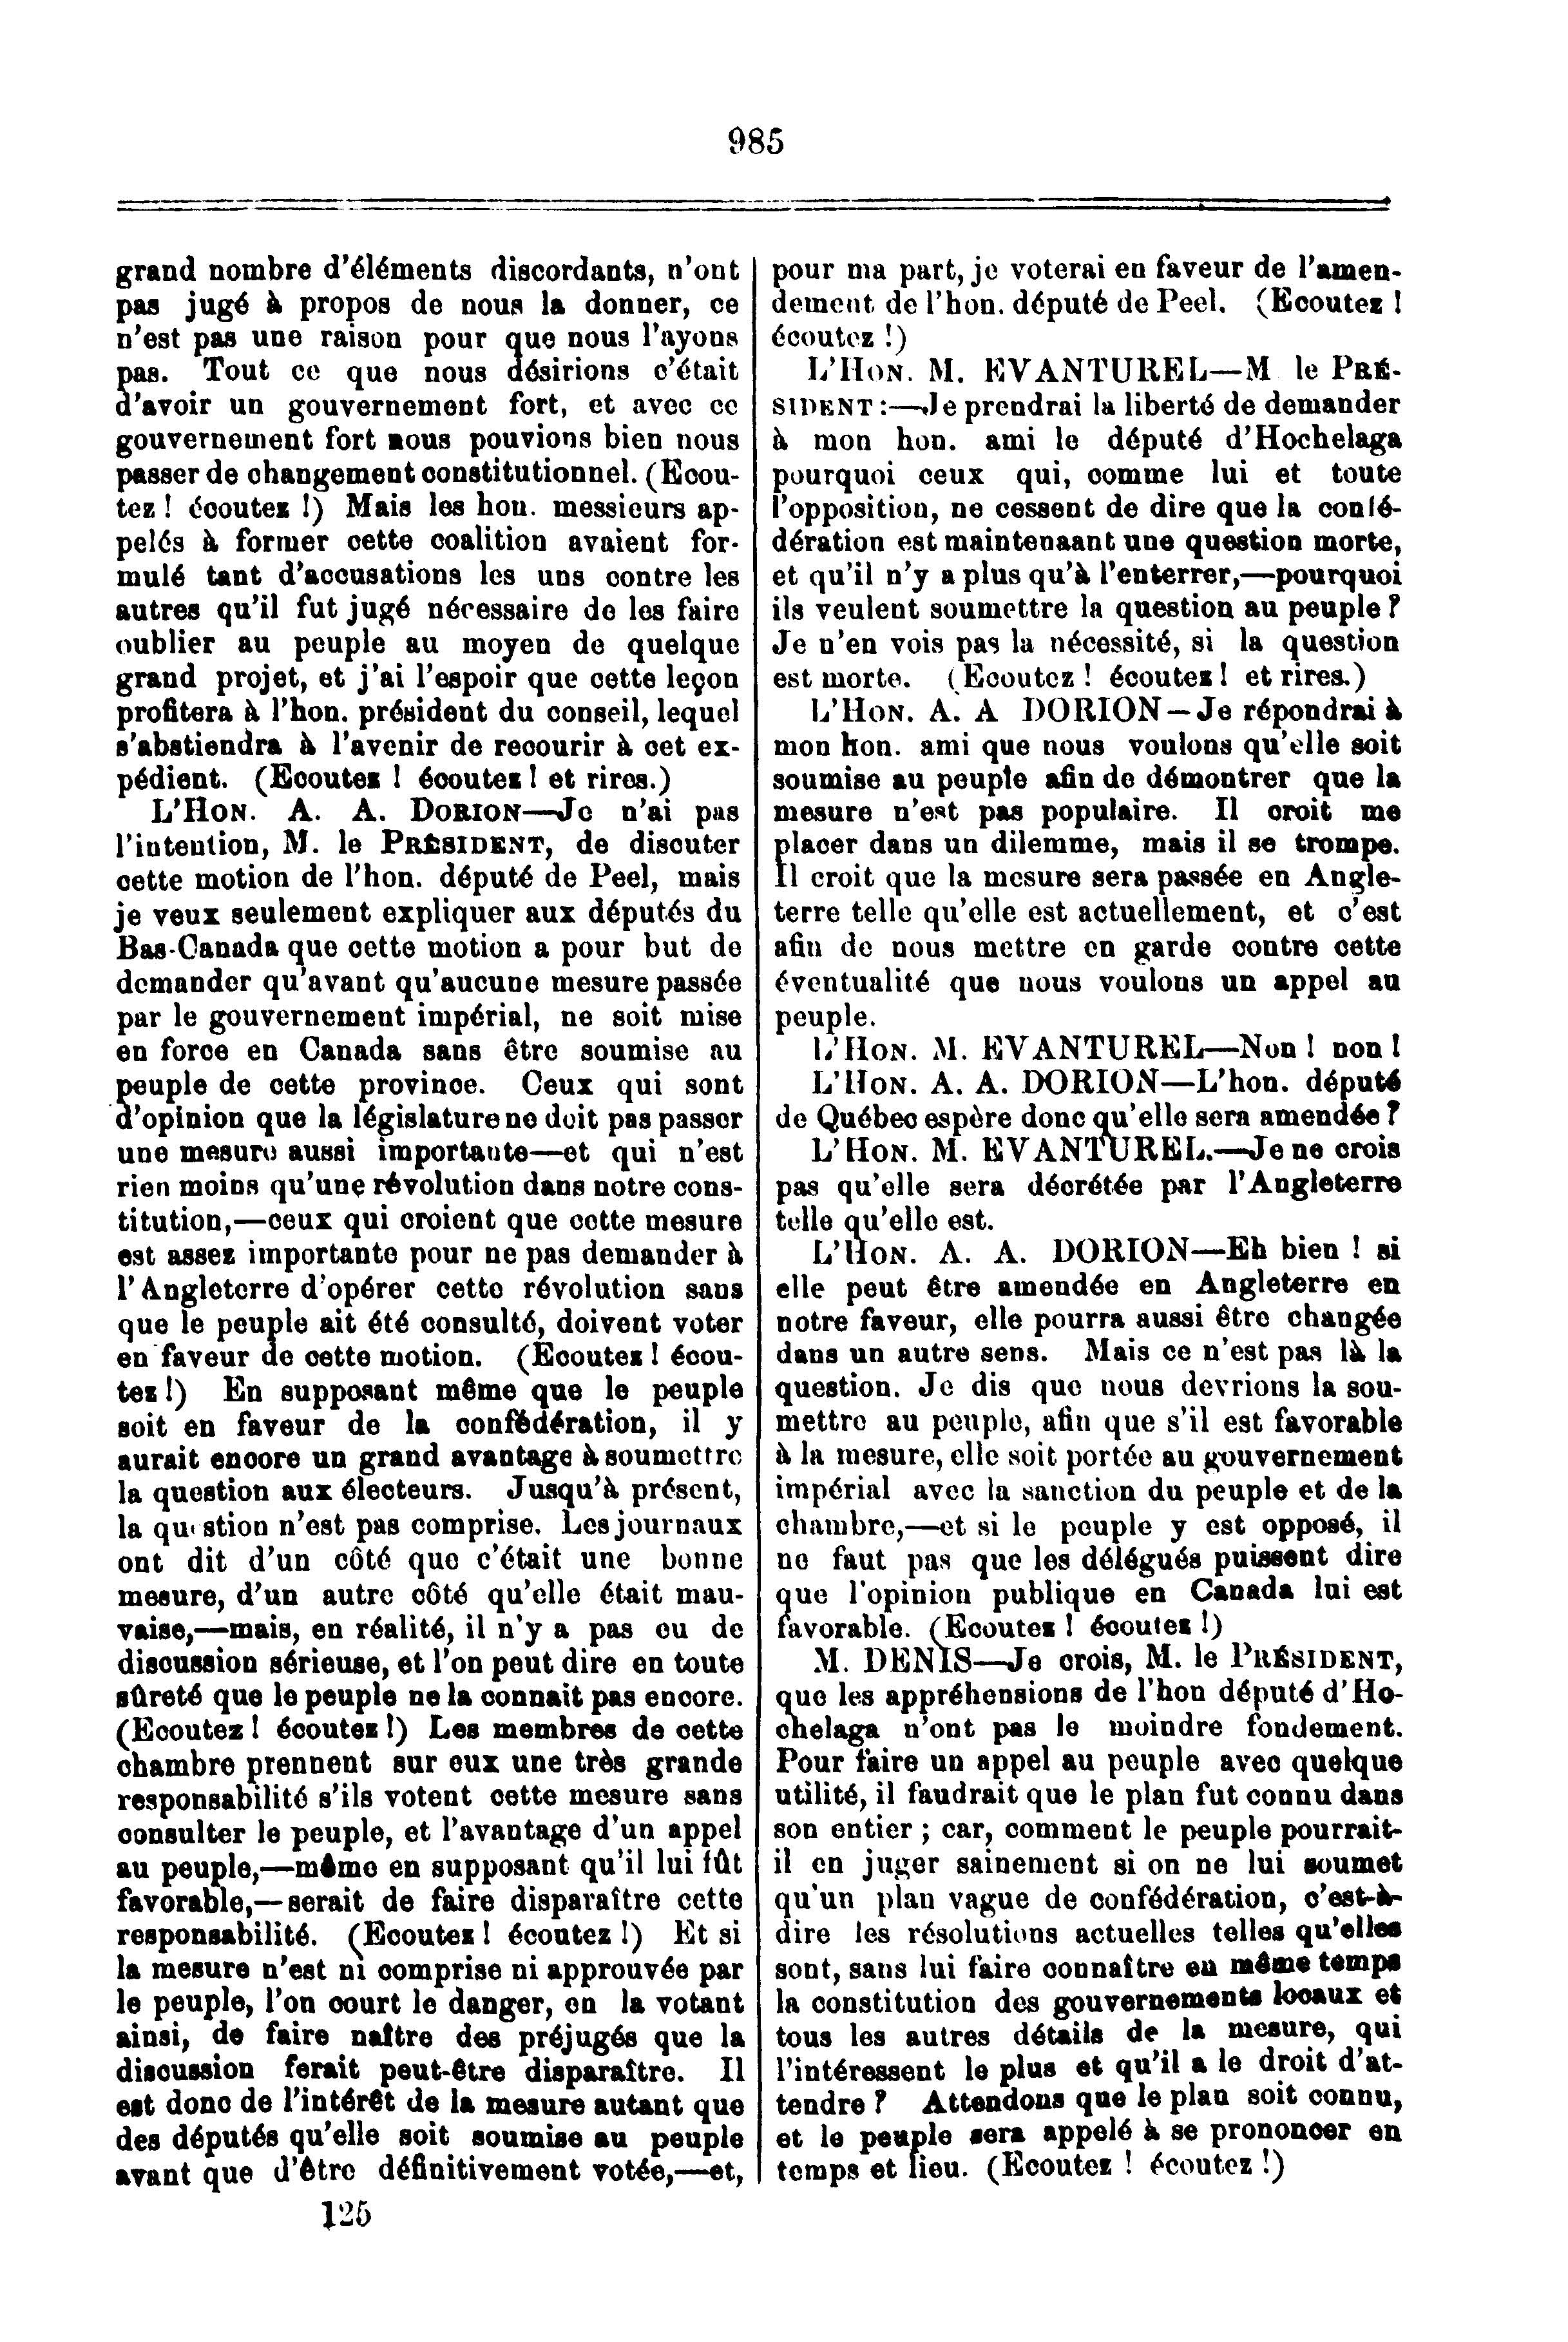 985
grand nombre d'éléments discordants, n'ont
pas jugé à propos de nous la donner, ce
n'est pas une raison pour que nous l'ayons
pas. Tout ce que nous désirions c'était
d'avoir un gouvernement fort, et avec ce
gouvernement fort nous pouvions bien nous
passer de changement constitutionnel. (Ecou-
tez ! écoutez !) Mais les hon. messieurs ap-
pelés à former cette coalition avaient for-
mulé tant d'accusations les uns contre les
autres qu'il fut jugé nécessaire de les faire
oublier au peuple au moyen de quelque
grand projet, et j'ai l'espoir que cette leçon
profitera à l'hon. président du conseil, lequel
s'abstiendra à l'avenir de recourir à cet ex-
pédient. (Ecoutez ! écoutez ! et rires.)
L'HON. A. A. DORION—Je n'ai pas
l'intention, M. le PRÉSIDENT, de discuter
cette motion de l'hon. député de Peel, mais
je veux seulement expliquer aux députés du
Bas-Canada que cette motion a pour but de
demander qu'avant qu'aucune mesure passée
par le gouvernement impérial, ne soit mise
en force en Canada sans être soumise au
peuple de cette province. Ceux qui sont
d'opinion que la législature ne doit pas passer
une mesure aussi importante—et qui n'est
rien moins qu'une révolution dans notre cons-
titution,—ceux qui croient que cette mesure
est assez importante pour ne pas demander à
l'Angleterre d'opérer cette révolution sans
que le peuple ait été consulté, doivent voter
en faveur de cette motion. (Ecoutez ! écou-
tez !) En supposant même que le peuple
soit en faveur de la confédération, il y
aurait encore un grand avantage à soumettre
la question aux électeurs. Jusqu'à présent,
la question n'est pas comprise. Les journaux
ont dit d'un côté que c'était une bonne
mesure, d'un autre côté qu'elle était mau-
vaise,—mais, en réalité, il n'y a pas eu de
discussion sérieuse, et l'on peut dire en toute
sûreté que le peuple ne la connait pas encore.
(Ecoutez ! écoutez !) Les membres de cette
chambre prennent sur eux une très grande
responsabilité s'ils votent cette mesure sans
consulter le peuple, et l'avantage d'un appel
au peuple,—même en supposant qu'il lui fût
favorable,—serait de faire disparaître cette
responsabilité. (Ecoutez ! écoutez !) Et si
la mesure n'est ni comprise ni approuvée par
le peuple, l'on court le danger, en la votant
ainsi, de faire naître des préjugés que la
discussion ferait peut-être disparaître. Il
est donc de l'intérêt de la mesure autant que
des députés qu'elle soit soumise au peuple
avant que d'être définitivement votée,—et,
125
pour ma part, je voterai en faveur de l'amen-
dement de l'hon. député de Peel. (Ecoutez !
écoutez !)
L'HON. M. EVANTUREL—M le PRÉ-
SIDENT :—Je prendrai la liberté de demander
à mon hon. ami le député d'Hochelaga
pourquoi ceux qui, comme lui et toute
l'opposition, ne cessent de dire que la confé-
dération est maintenaant une question morte,
et qu'il n'y a plus qu'à l'enterrer,—pourquoi
ils veulent soumettre la question au peuple ?
Je n'en vois pas la nécessité, si la question
est morte. (Ecoutez ! écoutez ! et rires.)
L'HON. A. A DORION—Je répondrai à
mon hon. ami que nous voulons qu'elle soit
soumise au peuple afin de démontrer que la
mesure n'est pas populaire. Il croit me
placer dans un dilemme, mais il se trompe.
Il croit que la mesure sera passée en Angle-
terre telle qu'elle est actuellement, et c'est
afin de nous mettre en garde contre cette
éventualité que nous voulons un appel au
peuple.
L'HON. M. EVANTUREL—Non ! non !
L'HON. A. A. DORION—L'hon. député
de Québec espère donc qu'elle sera amendée ?
L'HON. M. EVANTUREL.—Je ne crois
pas qu'elle sera décrétée par l'Angleterre
telle qu'elle est.
L'HON. A. A. DORION—Eh bien ! si
elle peut être amendée en Angleterre en
notre faveur, elle pourra aussi être changée
dans un autre sens. Mais ce n'est pas là la
question. Je dis que nous devrions la sou-
mettre au peuple, afin que s'il est favorable
à la mesure, elle soit portée au gouvernement
impérial avec la sanction du peuple et de la
chambre,—et si le peuple y est opposé, il
ne faut pas que les délégués puissent dire
que l'opinion publique en Canada lui est
favorable. (Ecoutez ! écoutez !)
M. DENIS—Je crois, M. le PRÉSIDENT,
que les appréhensions de l'hon député d'Ho-
chelaga n'ont pas le moindre fondement.
Pour faire un appel au peuple avec quelque
utilité, il faudrait que le plan fut connu dans
son entier ; car, comment le peuple pourrait-
il en juger sainement si on ne lui soumet
qu'un plan vague de confédération, c'est-à-
dire les résolutions actuelles telles qu'elles
sont, sans lui faire connaître en même temps
la constitution des gouvernements locaux et
tous les autres détails de la mesure, qui
l'intéressent le plus et qu'il a le droit d'at-
tendre ? Attendons que le plan soit connu,
et le peuple sera appelé à se prononcer en
temps et lieu. (Ecoutez ! écoutez !)